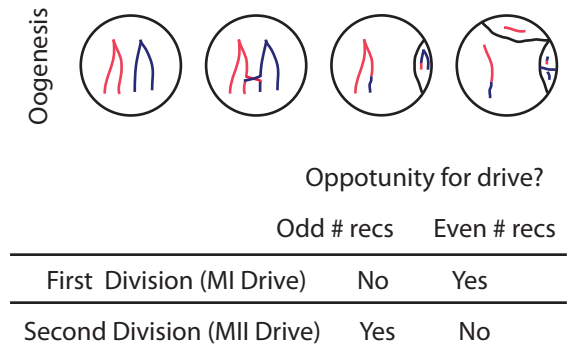 Oogenesis
Oppotunity for drive?
Odd # recs Even # recs
First Division (MI Drive) No Yes
Second Division (MII Drive) Yes No